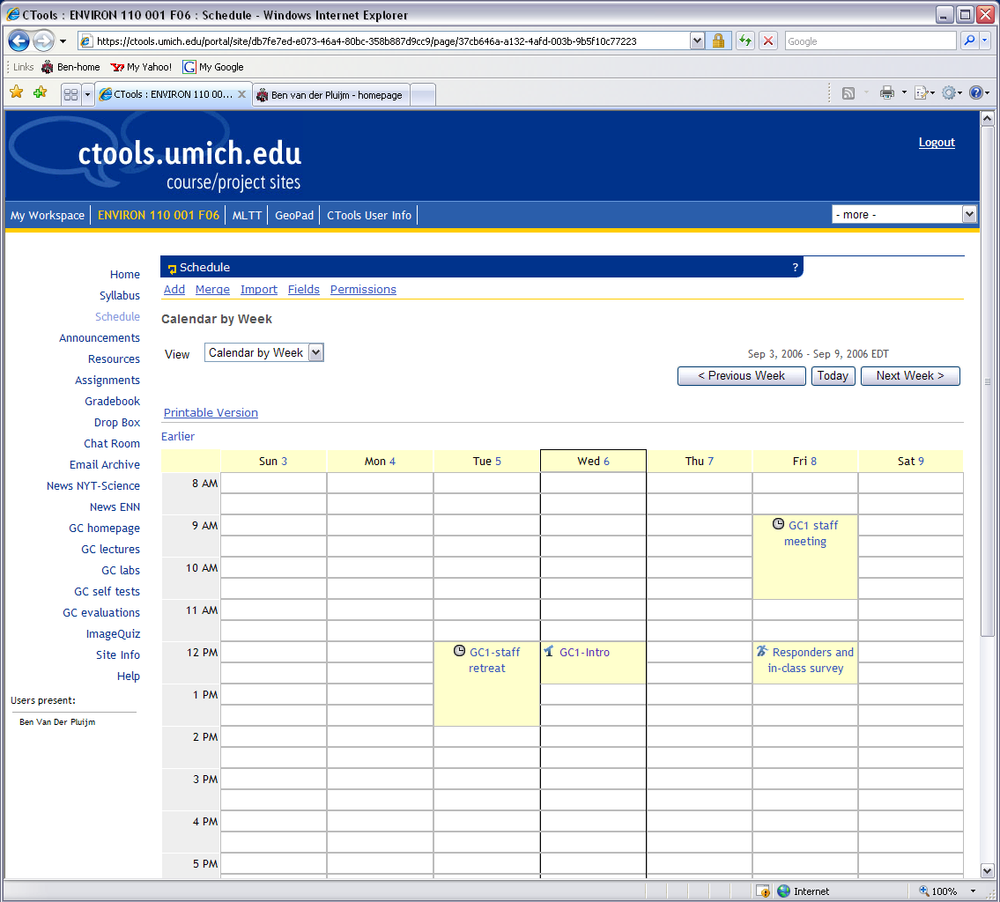 CTools : ENVIRON 110 001 F06 : Schedule - Windows Internet Explorer
https://ctools.umich.edu/portal/site/db7fe7ed-e073-46a4-80bc-358b887d9cc9/page/37cb646a-a132-4afd-003b-9b5f10c77223
Google
Links Ben-home My Yahoo! My Google
CTools : ENVIRON 110 00... Ben van der Pluijm - homepage
ctools.umich.edu
course/project sites
Logout
My Workspace ENVIRON 110 001 F06 MLTT GeoPad CTools User Info - more -
Home
Syllabus
Schedule
Announcements
Resources
Assignments
Gradebook
Drop Box
Chat Room
Email Archive
News NYT-Science
News ENN
GC homepage
GC lectures
GC labs
GC self tests
GC evaluations
ImageQuiz
Site Info
Help
Users present:
Ben Van Der Pluijm
Schedule ?
Add Merge Import Fields Permissions
Calendar by Week
View Calendar by Week
Sep 3, 2006 - Sep 9, 2006 EDT
< Previous Week Today Next Week >
Printable Version
Earlier
Sun 3 Mon 4 Tue 5 Wed 6 Thu 7 Fri 8 Sat 9
8 AM
9 AM GC1 staff
meeting
10 AM
11 AM
12 PM GC1-staff GC1-Intro Responders and
retreat in-class survey
1 PM
2 PM
3 PM
4 PM
5 PM
Internet 100%